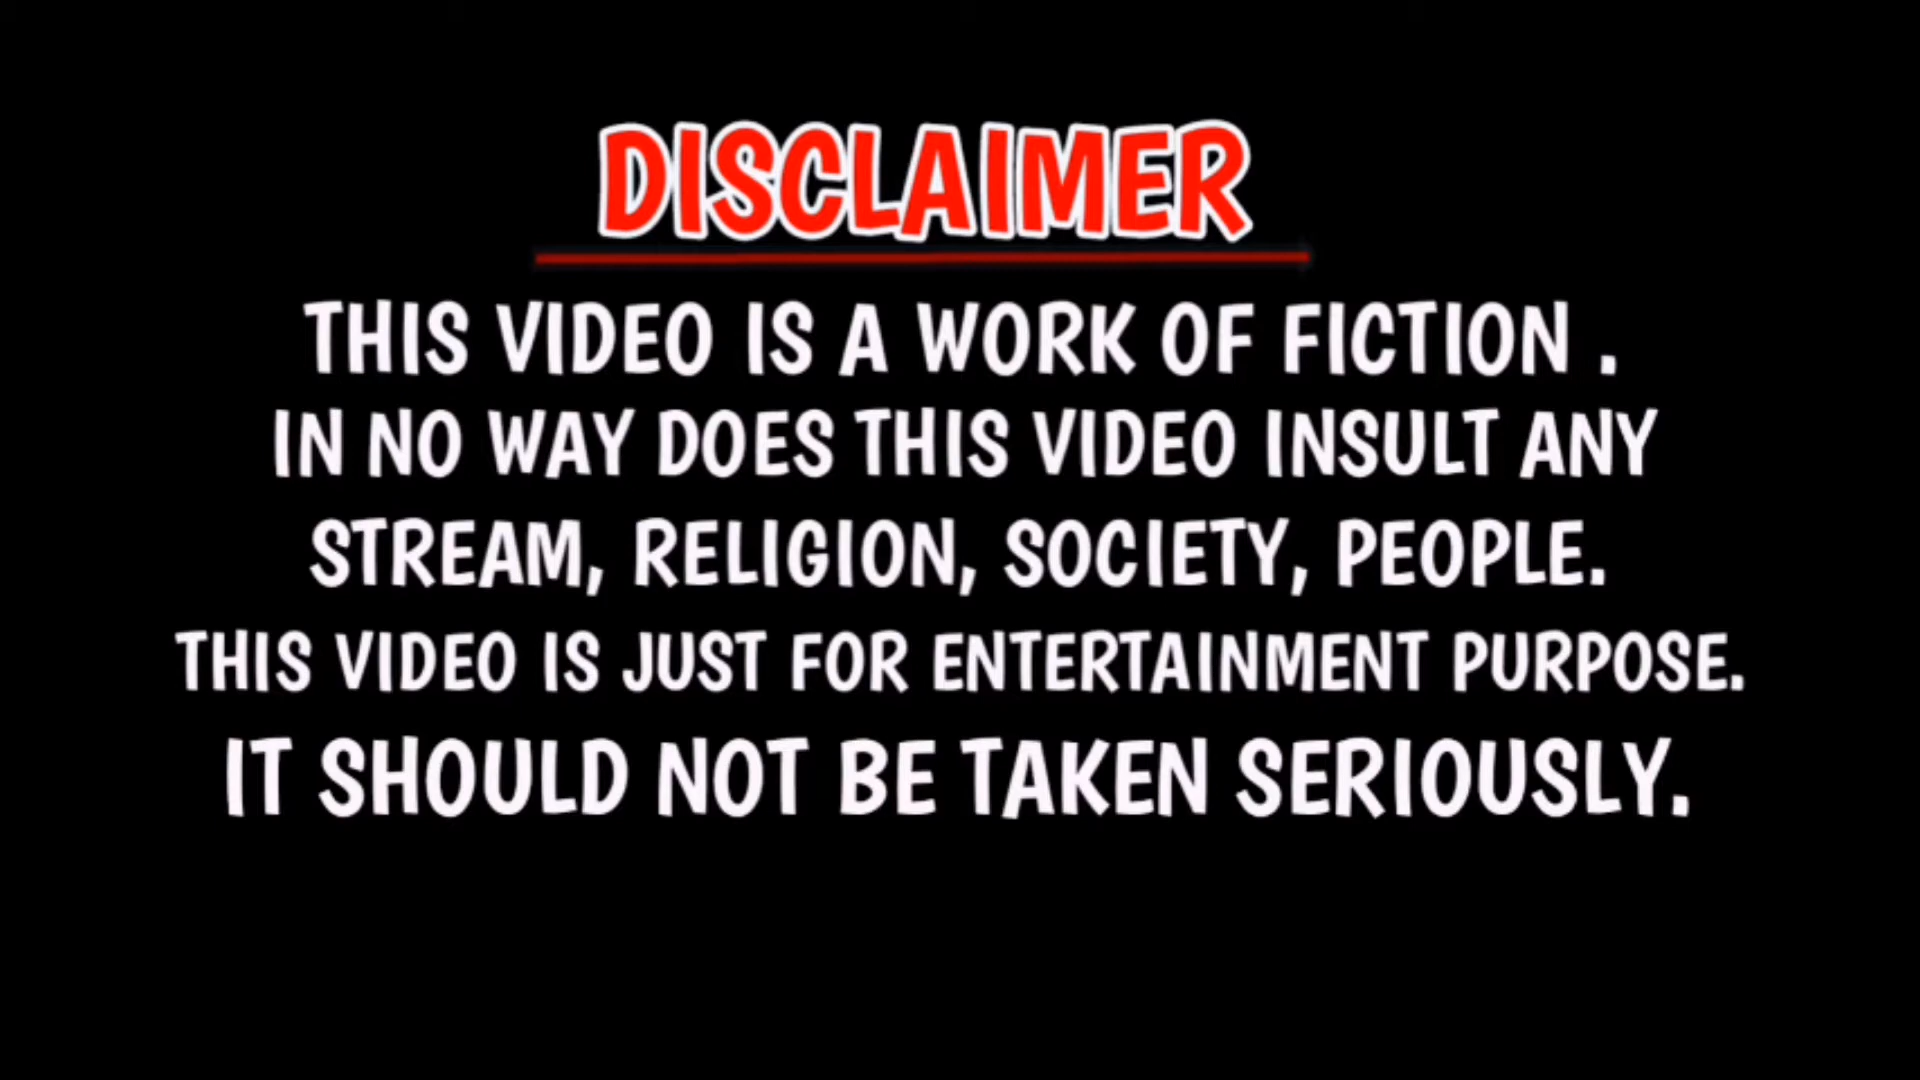 DISCLAIMER
THIS VIDEO IS A WORK OF FICTION .
IN NO WAY DOES THIS VIDEO INSULT ANY
STREAM, RELIGION, SOCIETY, PEOPLE.
THIS VIDEO IS JUST FOR ENTERTAINMENT PURPOSE.
IT SHOULD NOT BE TAKEN SERIOUSLY.